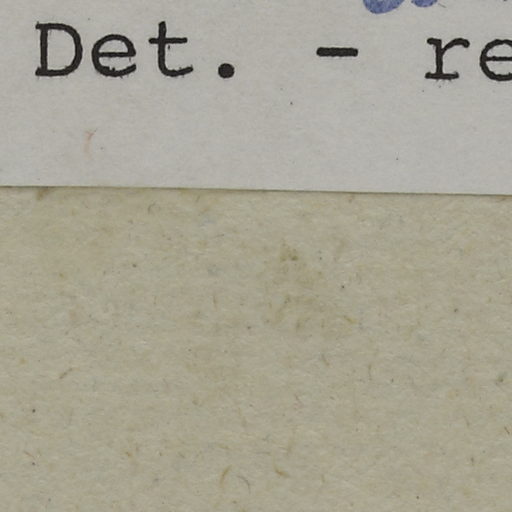 Det. - re